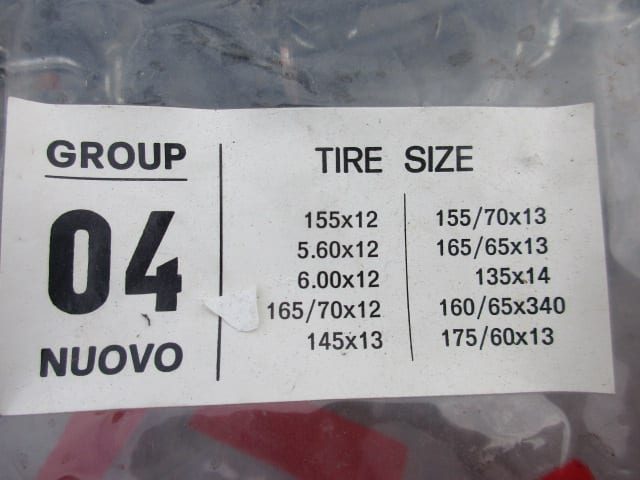 GROUP
04
NUOVO
TIRE SIZE
155x12
5.60x12
6.00x12
165/70x12
145x13
155/70x13
165/65x13
135x14
160/65x340
175/60x13